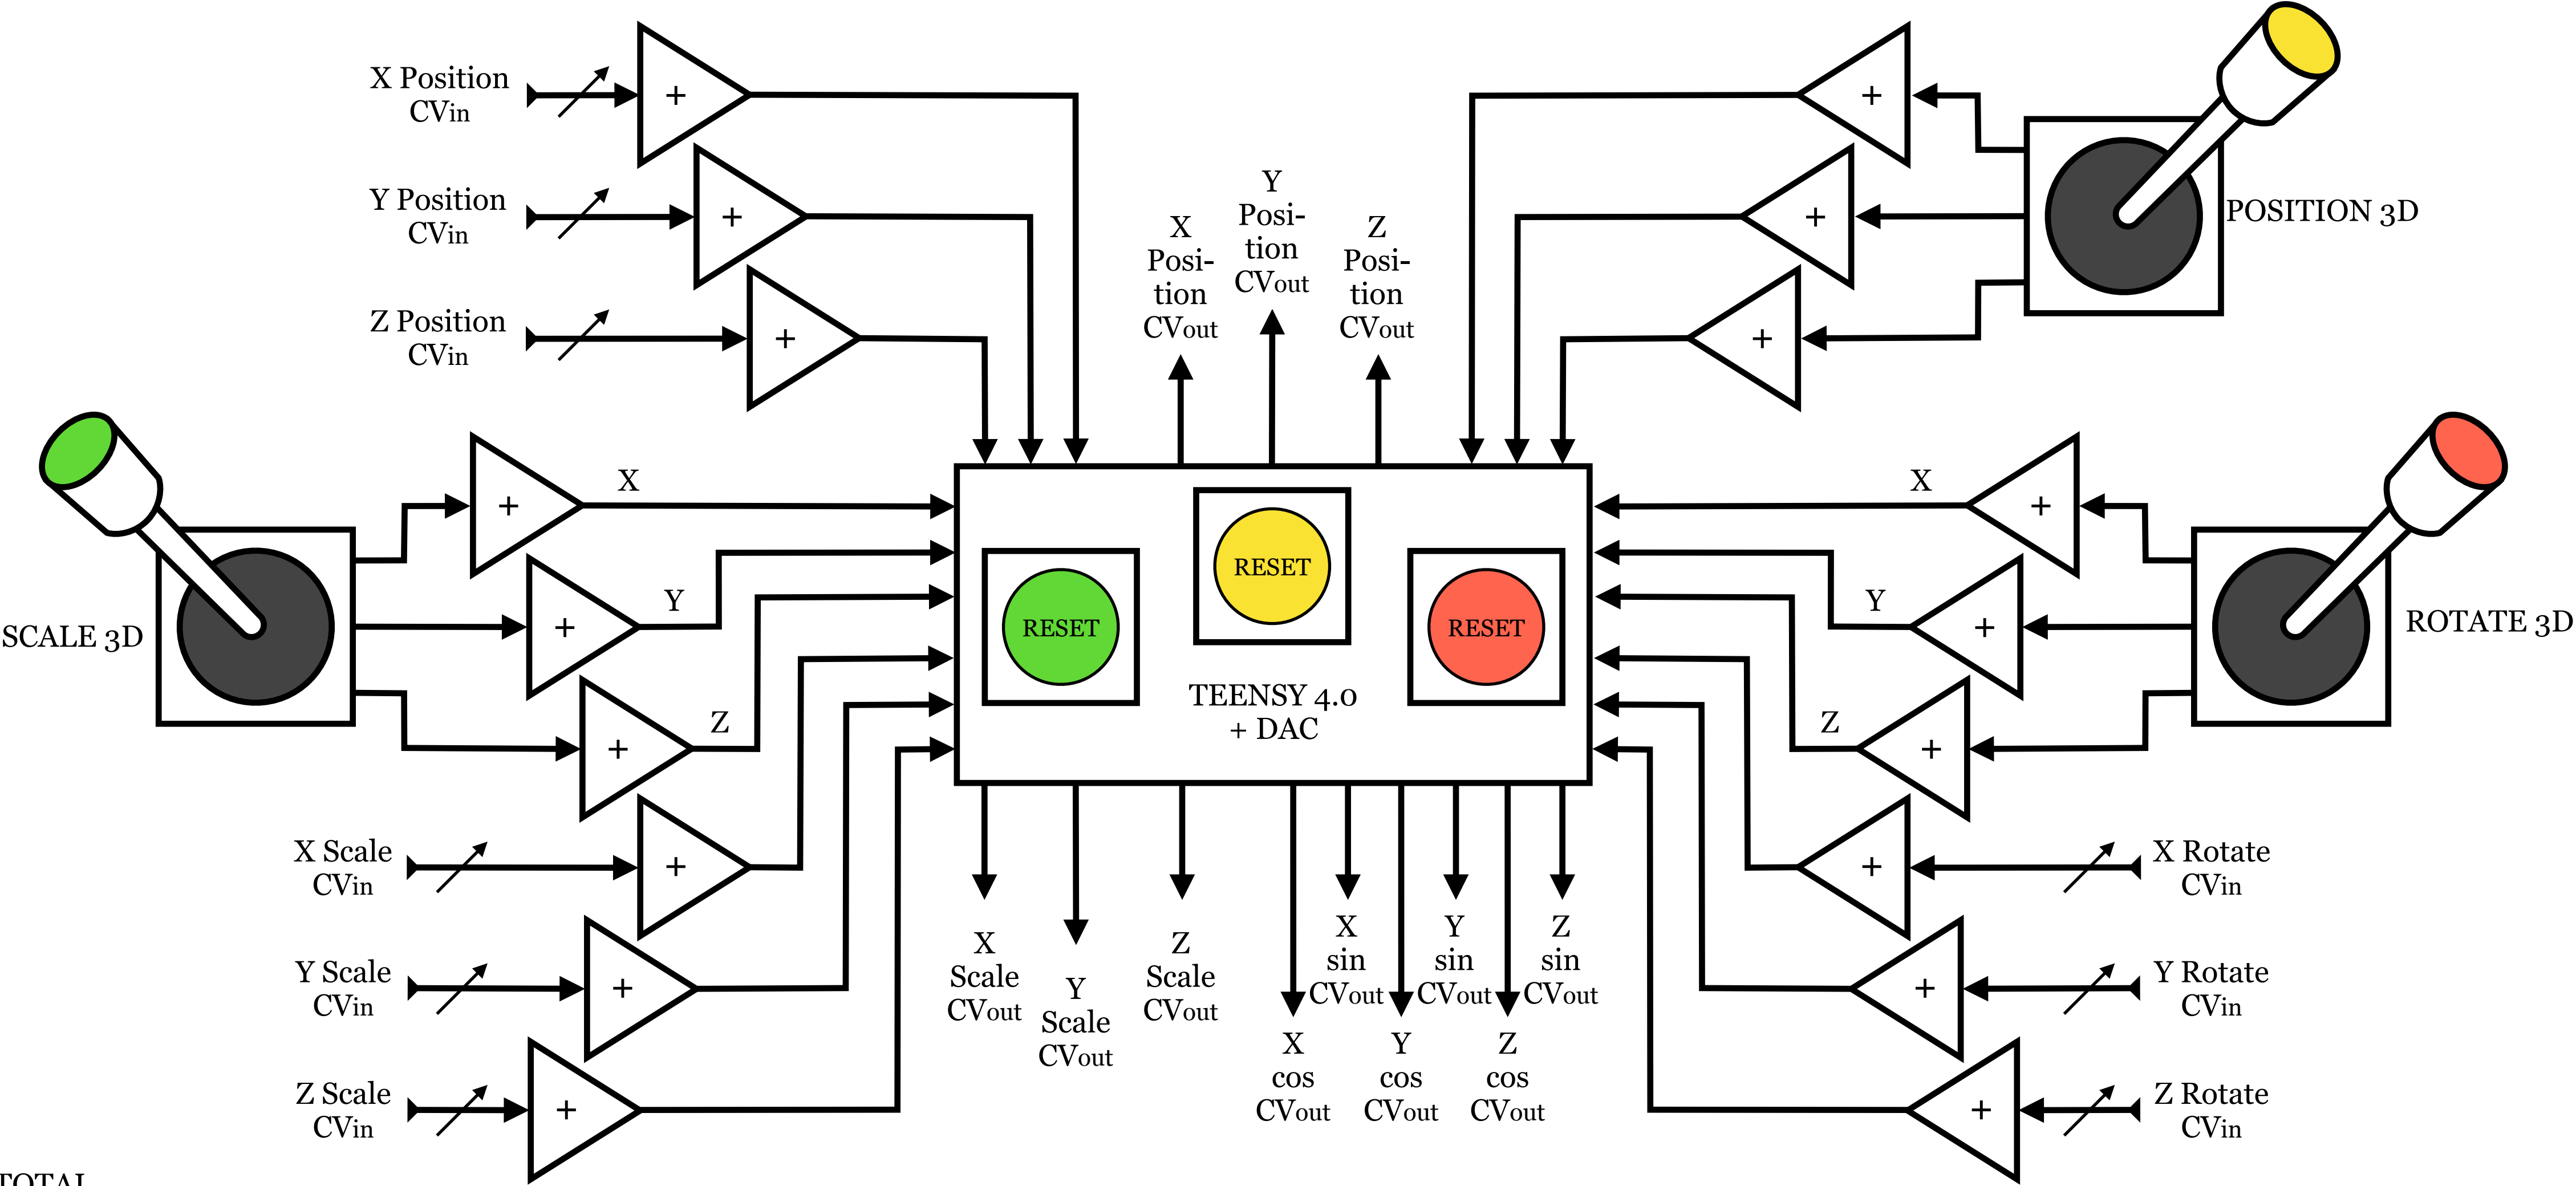 X Position
CVin
+
+
Y Position
CVin
+
+
POSITION 3D
Z Position
CVin
+
+
X
Posi-
tion
CVout
Y
Posi-
tion
CVout
Z
Posi-
tion
CVout
SCALE 3D
+
X
+
Y
+
Z
RESET
RESET
RESET
TEENSY 4.0
+ DAC
X
+
Y
+
Z
+
ROTATE 3D
X Scale
CVin
+
Y Scale
CVin
+
Z Scale
CVin
+
X
Scale
CVout
Y
Scale
CVout
Z
Scale
CVout
X
cos
CVout
X
sin
CVout
Y
cos
CVout
Y
sin
CVout
Z
cos
CVout
Z
sin
CVout
+
X Rotate
CVin
+
Y Rotate
CVin
+
Z Rotate
CVin